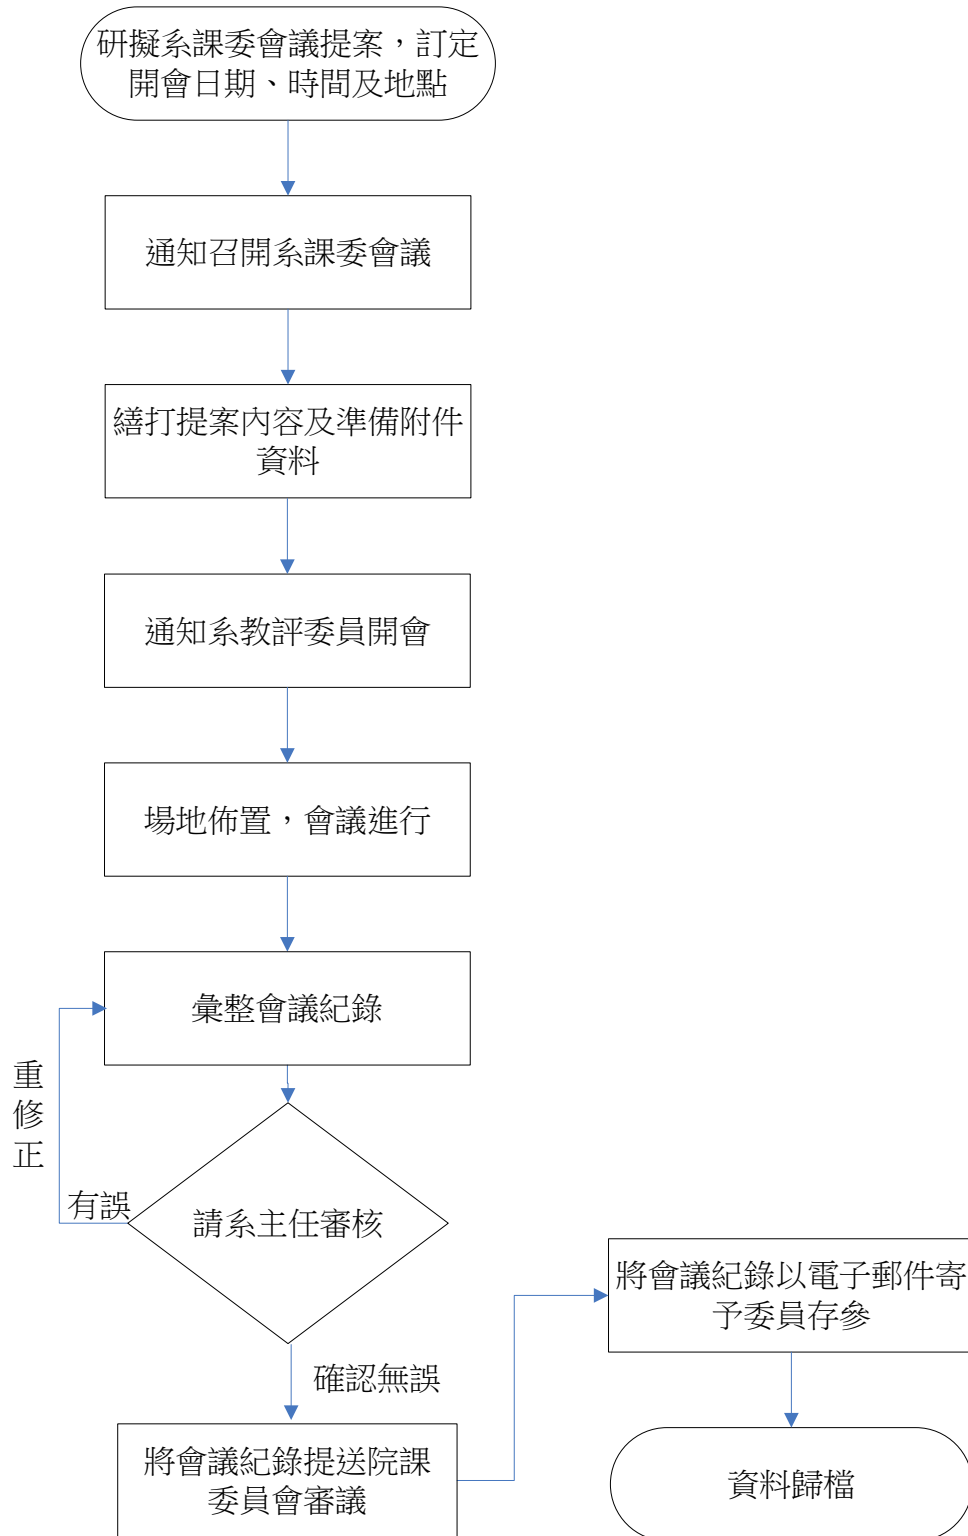 研擬系課委會議提案，訂定
開會日期、時間及地點
通知召開系課委會議
繕打提案內容及準備附件
資料
通知系教評委員開會
場地佈置，會議進行
彙整會議紀錄
重
修
正
有誤
請系主任審核
確認無誤
將會議紀錄提送院課
委員會審議
將會議紀錄以電子郵件寄
予委員存參
資料歸檔